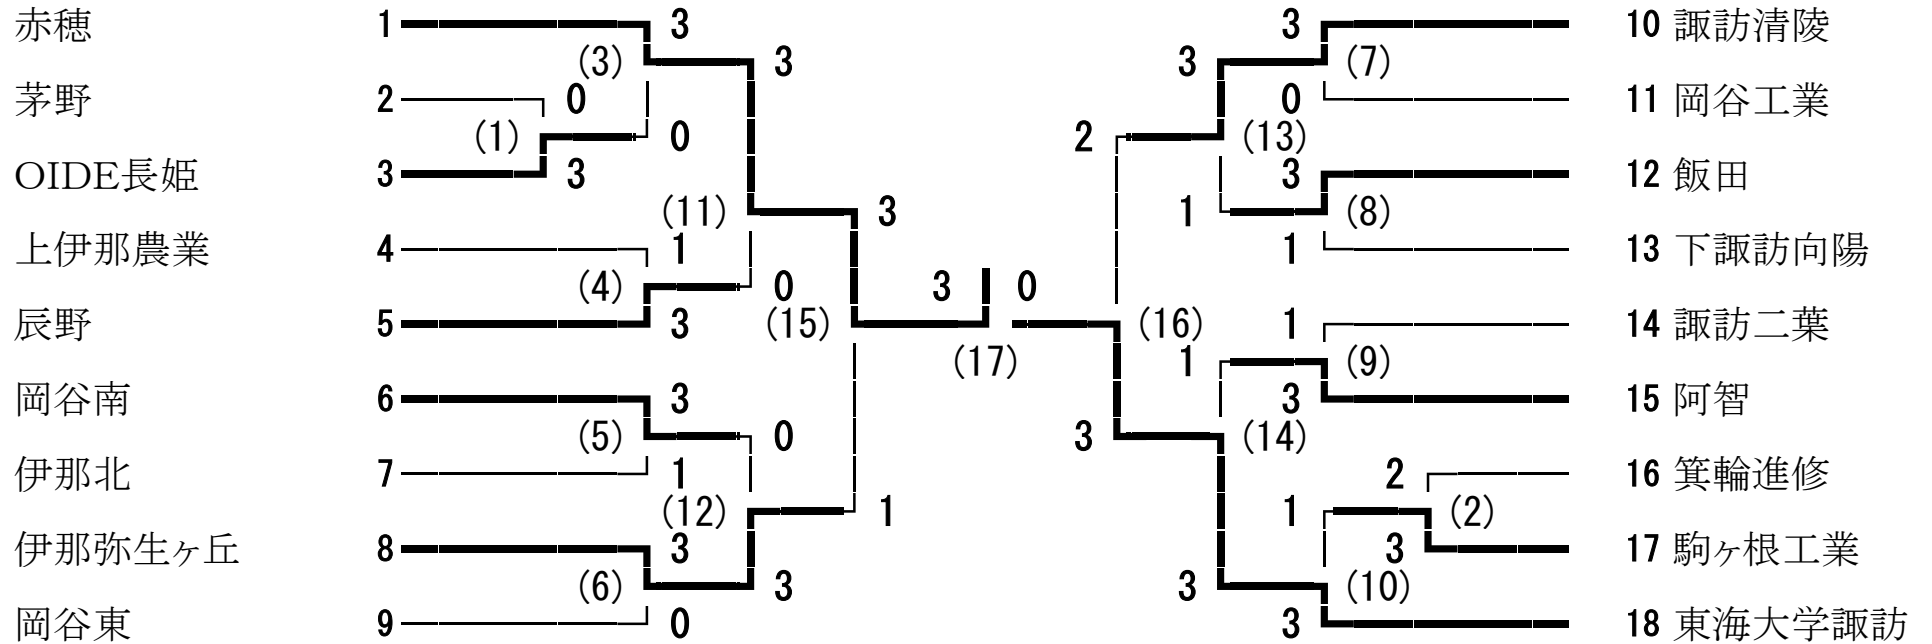 赤穂 1 3 3 10 諏訪清陵
(3) 3 3 (7)
茅野 2 0 0 11 岡谷工業
(1) 0 2 (13)
OIDE長姫 3 3 3 12 飯田
(11) 3 1 (8)
上伊那農業 4 1 1 13 下諏訪向陽
(4) 0 3 0
辰野 5 3 (15) (16) 1 14 諏訪二葉
(17) 1 (9)
岡谷南 6 3 3 15 阿智
(5) 0 3 (14)
伊那北 7 1 2 16 箕輪進修
(12) 1 1 (2)
伊那弥生ヶ丘 8 3 3 17 駒ヶ根工業
(6) 3 3 (10)
岡谷東 9 0 3 18 東海大学諏訪